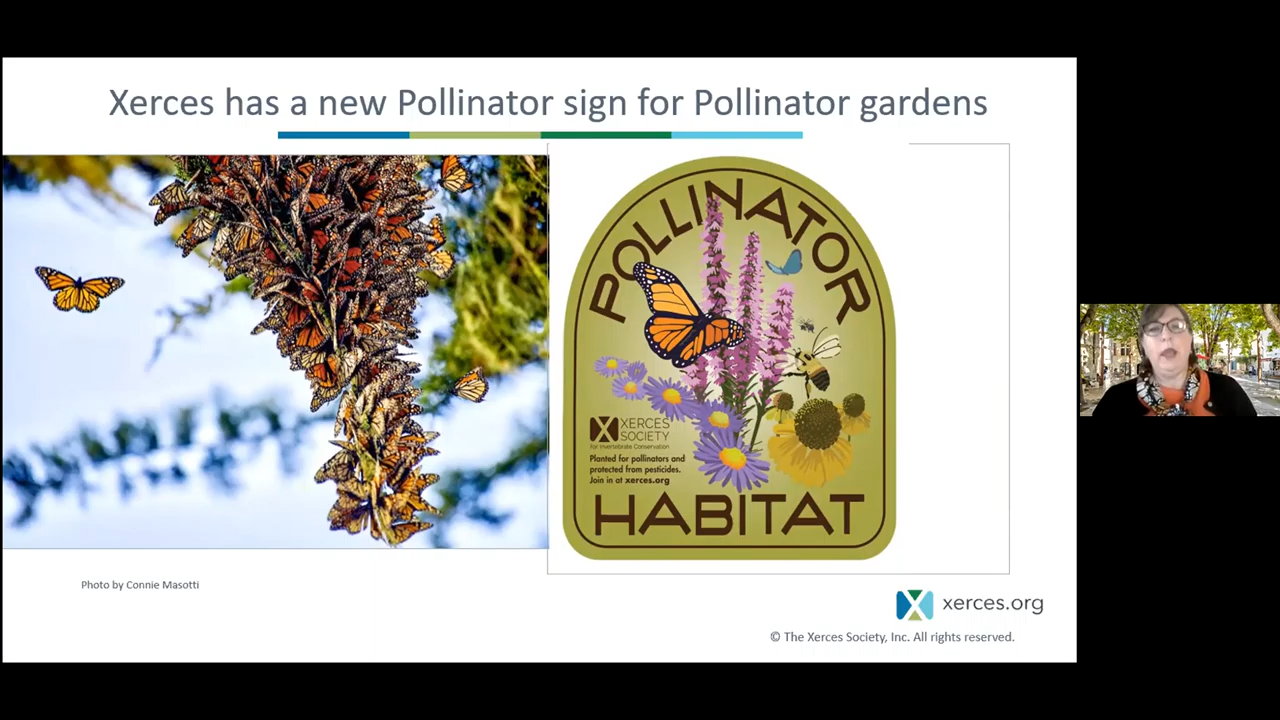 Xerces has a new Pollinator sign for Pollinator gardens
POLLINATOR
XERCES
SOCIETY
for Invertebrate Conservation
Planted for pollinators and
protected from pesticides.
Join in at xerces.org
HABITAT
Photo by Connie Masotti
xerces.org
© The Xerces Society, Inc. All rights reserved.